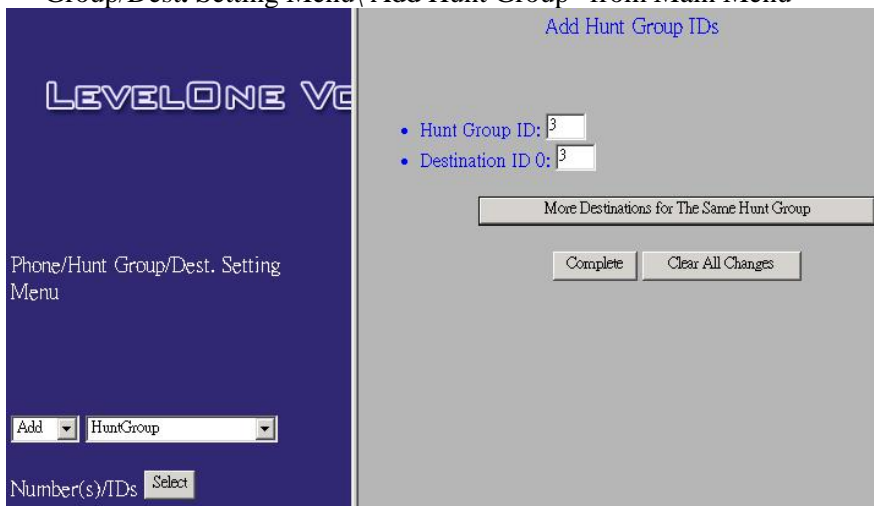 Group/Dest. Setting Menu\ Add Hunt Group" from Main Menu
Add Hunt Group IDs
LEVELONE
Hunt Group ID: 3
Destination ID 0: 3
More Destinations for The Same Hunt Group
Complete
Clear All Changes
Phone/Hunt Group/Dest. Setting
Menu
Add
HuntGroup
Number(s)/IDs Select